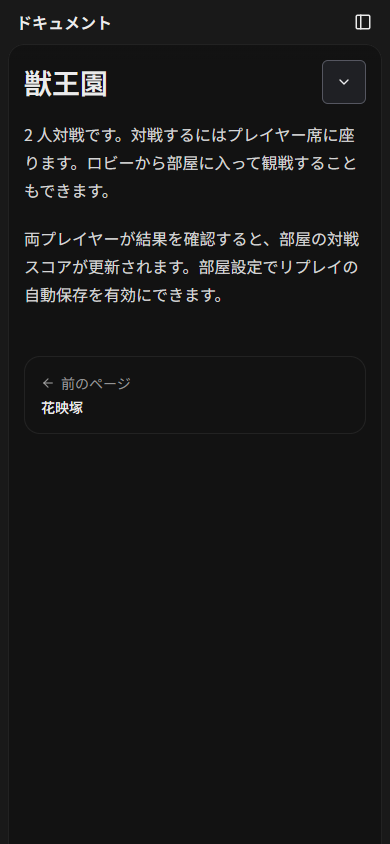 ドキュメント
獣王園
2 人対戦です。対戦するにはプレイヤー席に座
ります。ロビーから部屋に入って観戦すること
もできます。
両プレイヤーが結果を確認すると、部屋の対戦
スコアが更新されます。部屋設定でリプレイの
自動保存を有効にできます。
前のページ
花映塚